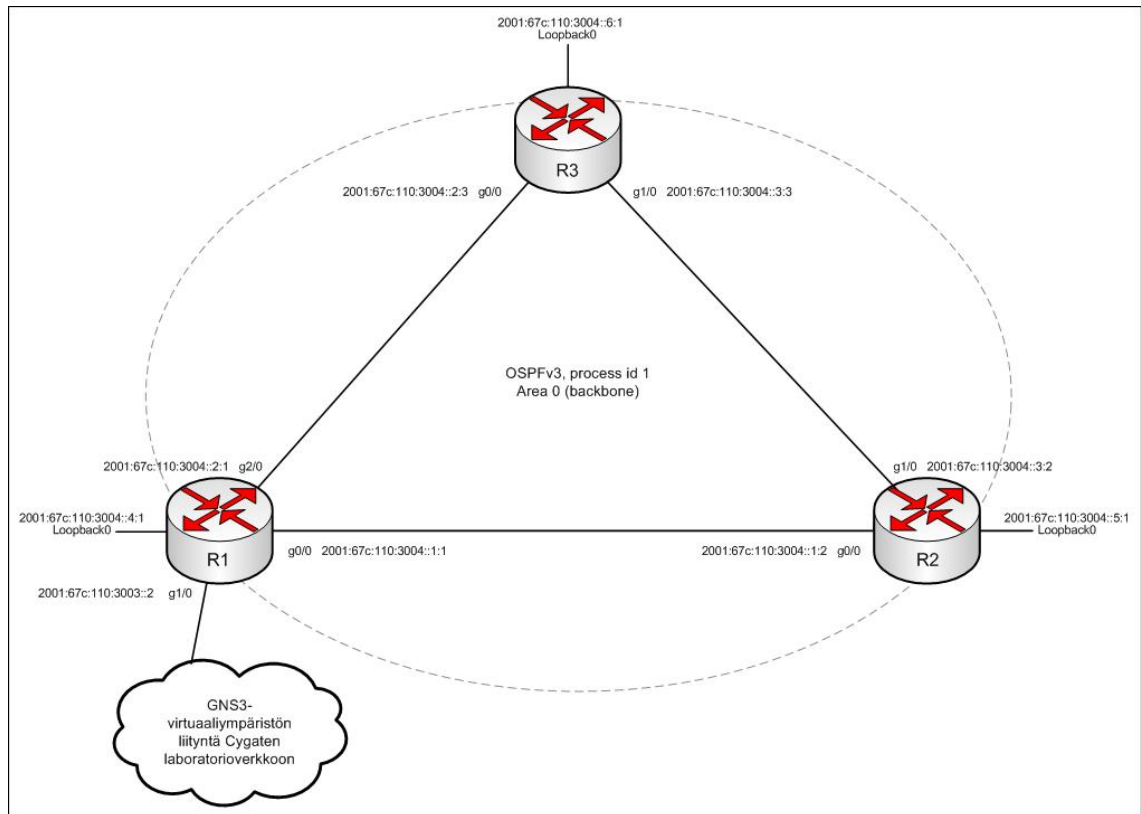 2001:67c:110:3004::6:1
Loopback0
R3
2001:67c:110:3004::2:3 g0/0
g1/0 2001:67c:110:3004::3:3
OSPFv3, process id 1
Area 0 (backbone)
2001:67c:110:3004::2:1 g2/0
g1/0 2001:67c:110:3004::3:2
2001:67c:110:3004::4:1
Loopback0
2001:67c:110:3004::5:1
Loopback0
R1
g0/0 2001:67c:110:3004::1:1
2001:67c:110:3004::1:2 g0/0
R2
2001:67c:110:3003::2 g1/0
GNS3-
virtuaaliympäristön
liityntä Cygaten
laboratorioverkkoon